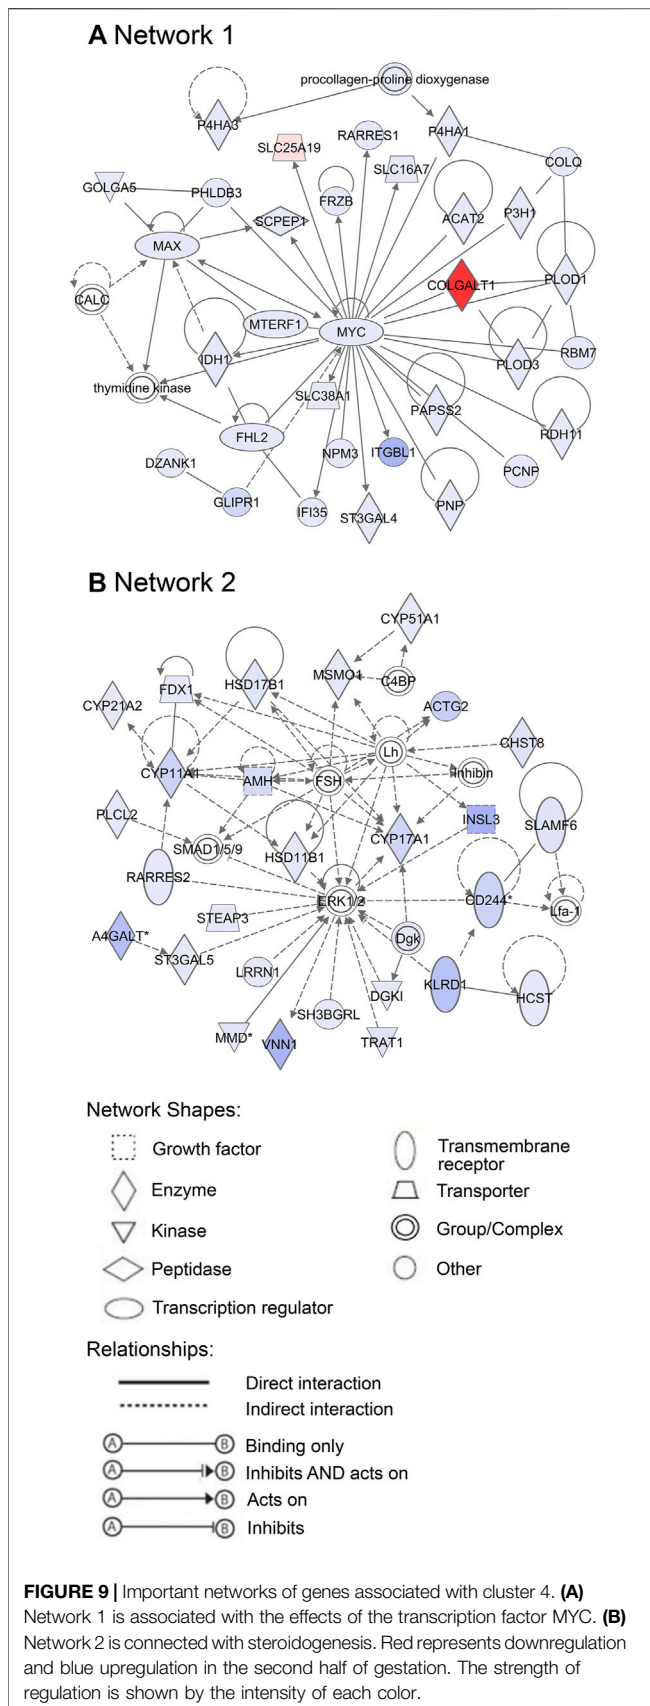 A Network 1
procollagen-proline dioxygenase
P4HA3
SLC25A19
RARRES1
P4HA1
SLC16A7
COLQ
GOLGA5
PHLDB3
FRZB
SCPEP1
ACAT2
P3H1
MAX
COLGALT1
PLOD1
CALC
MTERF1
MYC
IDH1
PLOD3
RBM7
thymidine kinase
SLC38A1
PAPSS2
FHL2
RDH11
DZANK1
NPM3
ITGBL1
PCNP
GLIPR1
IFI35
ST3GAL4
PNP
B Network 2
CYP51A1
MSMO1
C4BP
FDX1
HSD17B1
CYP21A2
ACTG2
CHST8
Lh
CYP11A1
AMH
FSH
Inhibin
PLCL2
INSL3
SLAMF6
CYP17A1
SMAD1/5/9
HSD11B1
RARRES2
ERK1/2
CD244*
Lfa-1
STEAP3
A4GALT*
Dgk
ST3GAL5
LRRN1
DGKI
KLRD1
HCST
SH3BGRL
MMD*
VNN1
TRAT1
Network Shapes:
Growth factor
Transmembrane
receptor
Enzyme
Transporter
Kinase
Group/Complex
Peptidase
Other
Transcription regulator
Relationships:
Direct interaction
Indirect interaction
A B Binding only
A B Inhibits AND acts on
A B Acts on
A B Inhibits
FIGURE 9 | Important networks of genes associated with cluster 4. (A)
Network 1 is associated with the effects of the transcription factor MYC. (B)
Network 2 is connected with steroidogenesis. Red represents downregulation
and blue upregulation in the second half of gestation. The strength of
regulation is shown by the intensity of each color.